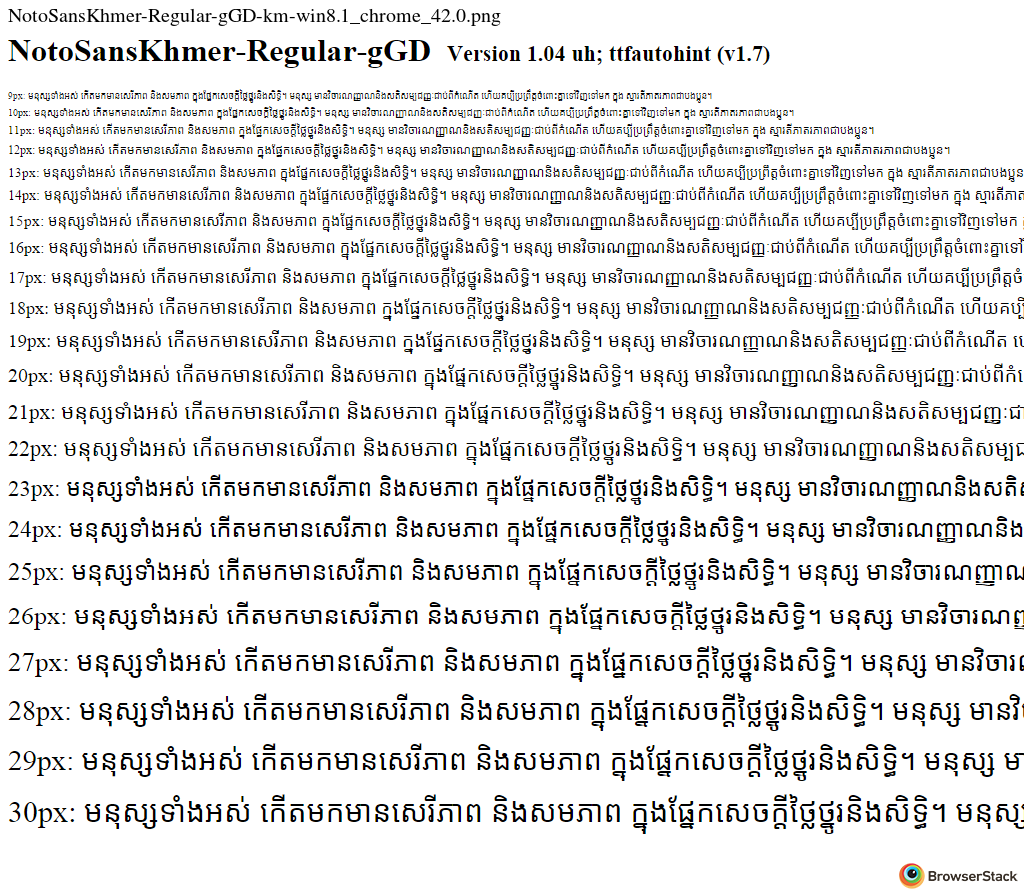 NotoSansKhmer-Regular-gGD-km-win8.1_chrome_42.0.png
NotoSansKhmer-Regular-gGD Version 1.04 uh; ttfautohint (v1.7)
9px: មនុស្សទាំងអស់ កើតមកមានសេរីភាព និងសមភាព ក្នុងផ្នែកសេចក្ដីថ្លៃថ្នូរនិងសិទ្ធិ។ មនុស្ស មានវិចារណញ្ញាណនិងសតិសម្បជញ្ញៈជាប់ពីកំណើត ហើយគប្បីប្រព្រឹត្ដចំពោះគ្នាទៅវិញទៅមក ក្នុង ស្មារតីភាតរភាពជាបងប្អូន។
10px: មនុស្សទាំងអស់ កើតមកមានសេរីភាព និងសមភាព ក្នុងផ្នែកសេចក្ដីថ្លៃថ្នូរនិងសិទ្ធិ។ មនុស្ស មានវិចារណញ្ញាណនិងសតិសម្បជញ្ញៈជាប់ពីកំណើត ហើយគប្បីប្រព្រឹត្ដចំពោះគ្នាទៅវិញទៅមក ក្នុង ស្មារតីភាតរភាពជាបងប្អូន។
11px: មនុស្សទាំងអស់ កើតមកមានសេរីភាព និងសមភាព ក្នុងផ្នែកសេចក្ដីថ្លៃថ្នូរនិងសិទ្ធិ។ មនុស្ស មានវិចារណញ្ញាណនិងសតិសម្បជញ្ញៈជាប់ពីកំណើត ហើយគប្បីប្រព្រឹត្ដចំពោះគ្នាទៅវិញទៅមក ក្នុង ស្មារតីភាតរភាពជាបងប្អូន។
12px: មនុស្សទាំងអស់ កើតមកមានសេរីភាព និងសមភាព ក្នុងផ្នែកសេចក្ដីថ្លៃថ្នូរនិងសិទ្ធិ។ មនុស្ស មានវិចារណញ្ញាណនិងសតិសម្បជញ្ញៈជាប់ពីកំណើត ហើយគប្បីប្រព្រឹត្ដចំពោះគ្នាទៅវិញទៅមក ក្នុង ស្មារតីភាតរភាពជាបងប្អូន។
13px: មនុស្សទាំងអស់ កើតមកមានសេរីភាព និងសមភាព ក្នុងផ្នែកសេចក្ដីថ្លៃថ្នូរនិងសិទ្ធិ។ មនុស្ស មានវិចារណញ្ញាណនិងសតិសម្បជញ្ញៈជាប់ពីកំណើត ហើយគប្បីប្រព្រឹត្ដចំពោះគ្នាទៅវិញទៅមក ក្នុង ស្មារតីភាតរភាពជាបងប្អូន
14px: មនុស្សទាំងអស់ កើតមកមានសេរីភាព និងសមភាព ក្នុងផ្នែកសេចក្ដីថ្លៃថ្នូរនិងសិទ្ធិ។ មនុស្ស មានវិចារណញ្ញាណនិងសតិសម្បជញ្ញៈជាប់ពីកំណើត ហើយគប្បីប្រព្រឹត្ដចំពោះគ្នាទៅវិញទៅមក ក្នុង ស្មារតីភាត
15px: មនុស្សទាំងអស់ កើតមកមានសេរីភាព និងសមភាព ក្នុងផ្នែកសេចក្ដីថ្លៃថ្នូរនិងសិទ្ធិ។ មនុស្ស មានវិចារណញ្ញាណនិងសតិសម្បជញ្ញៈជាប់ពីកំណើត ហើយគប្បីប្រព្រឹត្ដចំពោះគ្នាទៅវិញទៅមក
16px: មនុស្សទាំងអស់ កើតមកមានសេរីភាព និងសមភាព ក្នុងផ្នែកសេចក្ដីថ្លៃថ្នូរនិងសិទ្ធិ។ មនុស្ស មានវិចារណញ្ញាណនិងសតិសម្បជញ្ញៈជាប់ពីកំណើត ហើយគប្បីប្រព្រឹត្ដចំពោះគ្នាទៅ
17px: មនុស្សទាំងអស់ កើតមកមានសេរីភាព និងសមភាព ក្នុងផ្នែកសេចក្ដីថ្លៃថ្នូរនិងសិទ្ធិ។ មនុស្ស មានវិចារណញ្ញាណនិងសតិសម្បជញ្ញៈជាប់ពីកំណើត ហើយគប្បីប្រព្រឹត្ដចំ
18px: មនុស្សទាំងអស់ កើតមកមានសេរីភាព និងសមភាព ក្នុងផ្នែកសេចក្ដីថ្លៃថ្នូរនិងសិទ្ធិ។ មនុស្ស មានវិចារណញ្ញាណនិងសតិសម្បជញ្ញៈជាប់ពីកំណើត ហើយគប្បី
19px: មនុស្សទាំងអស់ កើតមកមានសេរីភាព និងសមភាព ក្នុងផ្នែកសេចក្ដីថ្លៃថ្នូរនិងសិទ្ធិ។ មនុស្ស មានវិចារណញ្ញាណនិងសតិសម្បជញ្ញៈជាប់ពីកំណើត
20px: មនុស្សទាំងអស់ កើតមកមានសេរីភាព និងសមភាព ក្នុងផ្នែកសេចក្ដីថ្លៃថ្នូរនិងសិទ្ធិ។ មនុស្ស មានវិចារណញ្ញាណនិងសតិសម្បជញ្ញៈជាប់ពីកំ
21px: មនុស្សទាំងអស់ កើតមកមានសេរីភាព និងសមភាព ក្នុងផ្នែកសេចក្ដីថ្លៃថ្នូរនិងសិទ្ធិ។ មនុស្ស មានវិចារណញ្ញាណនិងសតិសម្បជញ្ញៈជា
22px: មនុស្សទាំងអស់ កើតមកមានសេរីភាព និងសមភាព ក្នុងផ្នែកសេចក្ដីថ្លៃថ្នូរនិងសិទ្ធិ។ មនុស្ស មានវិចារណញ្ញាណនិងសតិសម្ប
23px: មនុស្សទាំងអស់ កើតមកមានសេរីភាព និងសមភាព ក្នុងផ្នែកសេចក្ដីថ្លៃថ្នូរនិងសិទ្ធិ។ មនុស្ស មានវិចារណញ្ញាណនិងសតិ
24px: មនុស្សទាំងអស់ កើតមកមានសេរីភាព និងសមភាព ក្នុងផ្នែកសេចក្ដីថ្លៃថ្នូរនិងសិទ្ធិ។ មនុស្ស មានវិចារណញ្ញាណនិង
25px: មនុស្សទាំងអស់ កើតមកមានសេរីភាព និងសមភាព ក្នុងផ្នែកសេចក្ដីថ្លៃថ្នូរនិងសិទ្ធិ។ មនុស្ស មានវិចារណញ្ញាណ
26px: មនុស្សទាំងអស់ កើតមកមានសេរីភាព និងសមភាព ក្នុងផ្នែកសេចក្ដីថ្លៃថ្នូរនិងសិទ្ធិ។ មនុស្ស មានវិចារណញ្ញ
27px: មនុស្សទាំងអស់ កើតមកមានសេរីភាព និងសមភាព ក្នុងផ្នែកសេចក្ដីថ្លៃថ្នូរនិងសិទ្ធិ។ មនុស្ស មានវិចារ
28px: មនុស្សទាំងអស់ កើតមកមានសេរីភាព និងសមភាព ក្នុងផ្នែកសេចក្ដីថ្លៃថ្នូរនិងសិទ្ធិ។ មនុស្ស មានវិ
29px: មនុស្សទាំងអស់ កើតមកមានសេរីភាព និងសមភាព ក្នុងផ្នែកសេចក្ដីថ្លៃថ្នូរនិងសិទ្ធិ។ មនុស្ស មា
30px: មនុស្សទាំងអស់ កើតមកមានសេរីភាព និងសមភាព ក្នុងផ្នែកសេចក្ដីថ្លៃថ្នូរនិងសិទ្ធិ។ មនុស្ស
BrowserStack